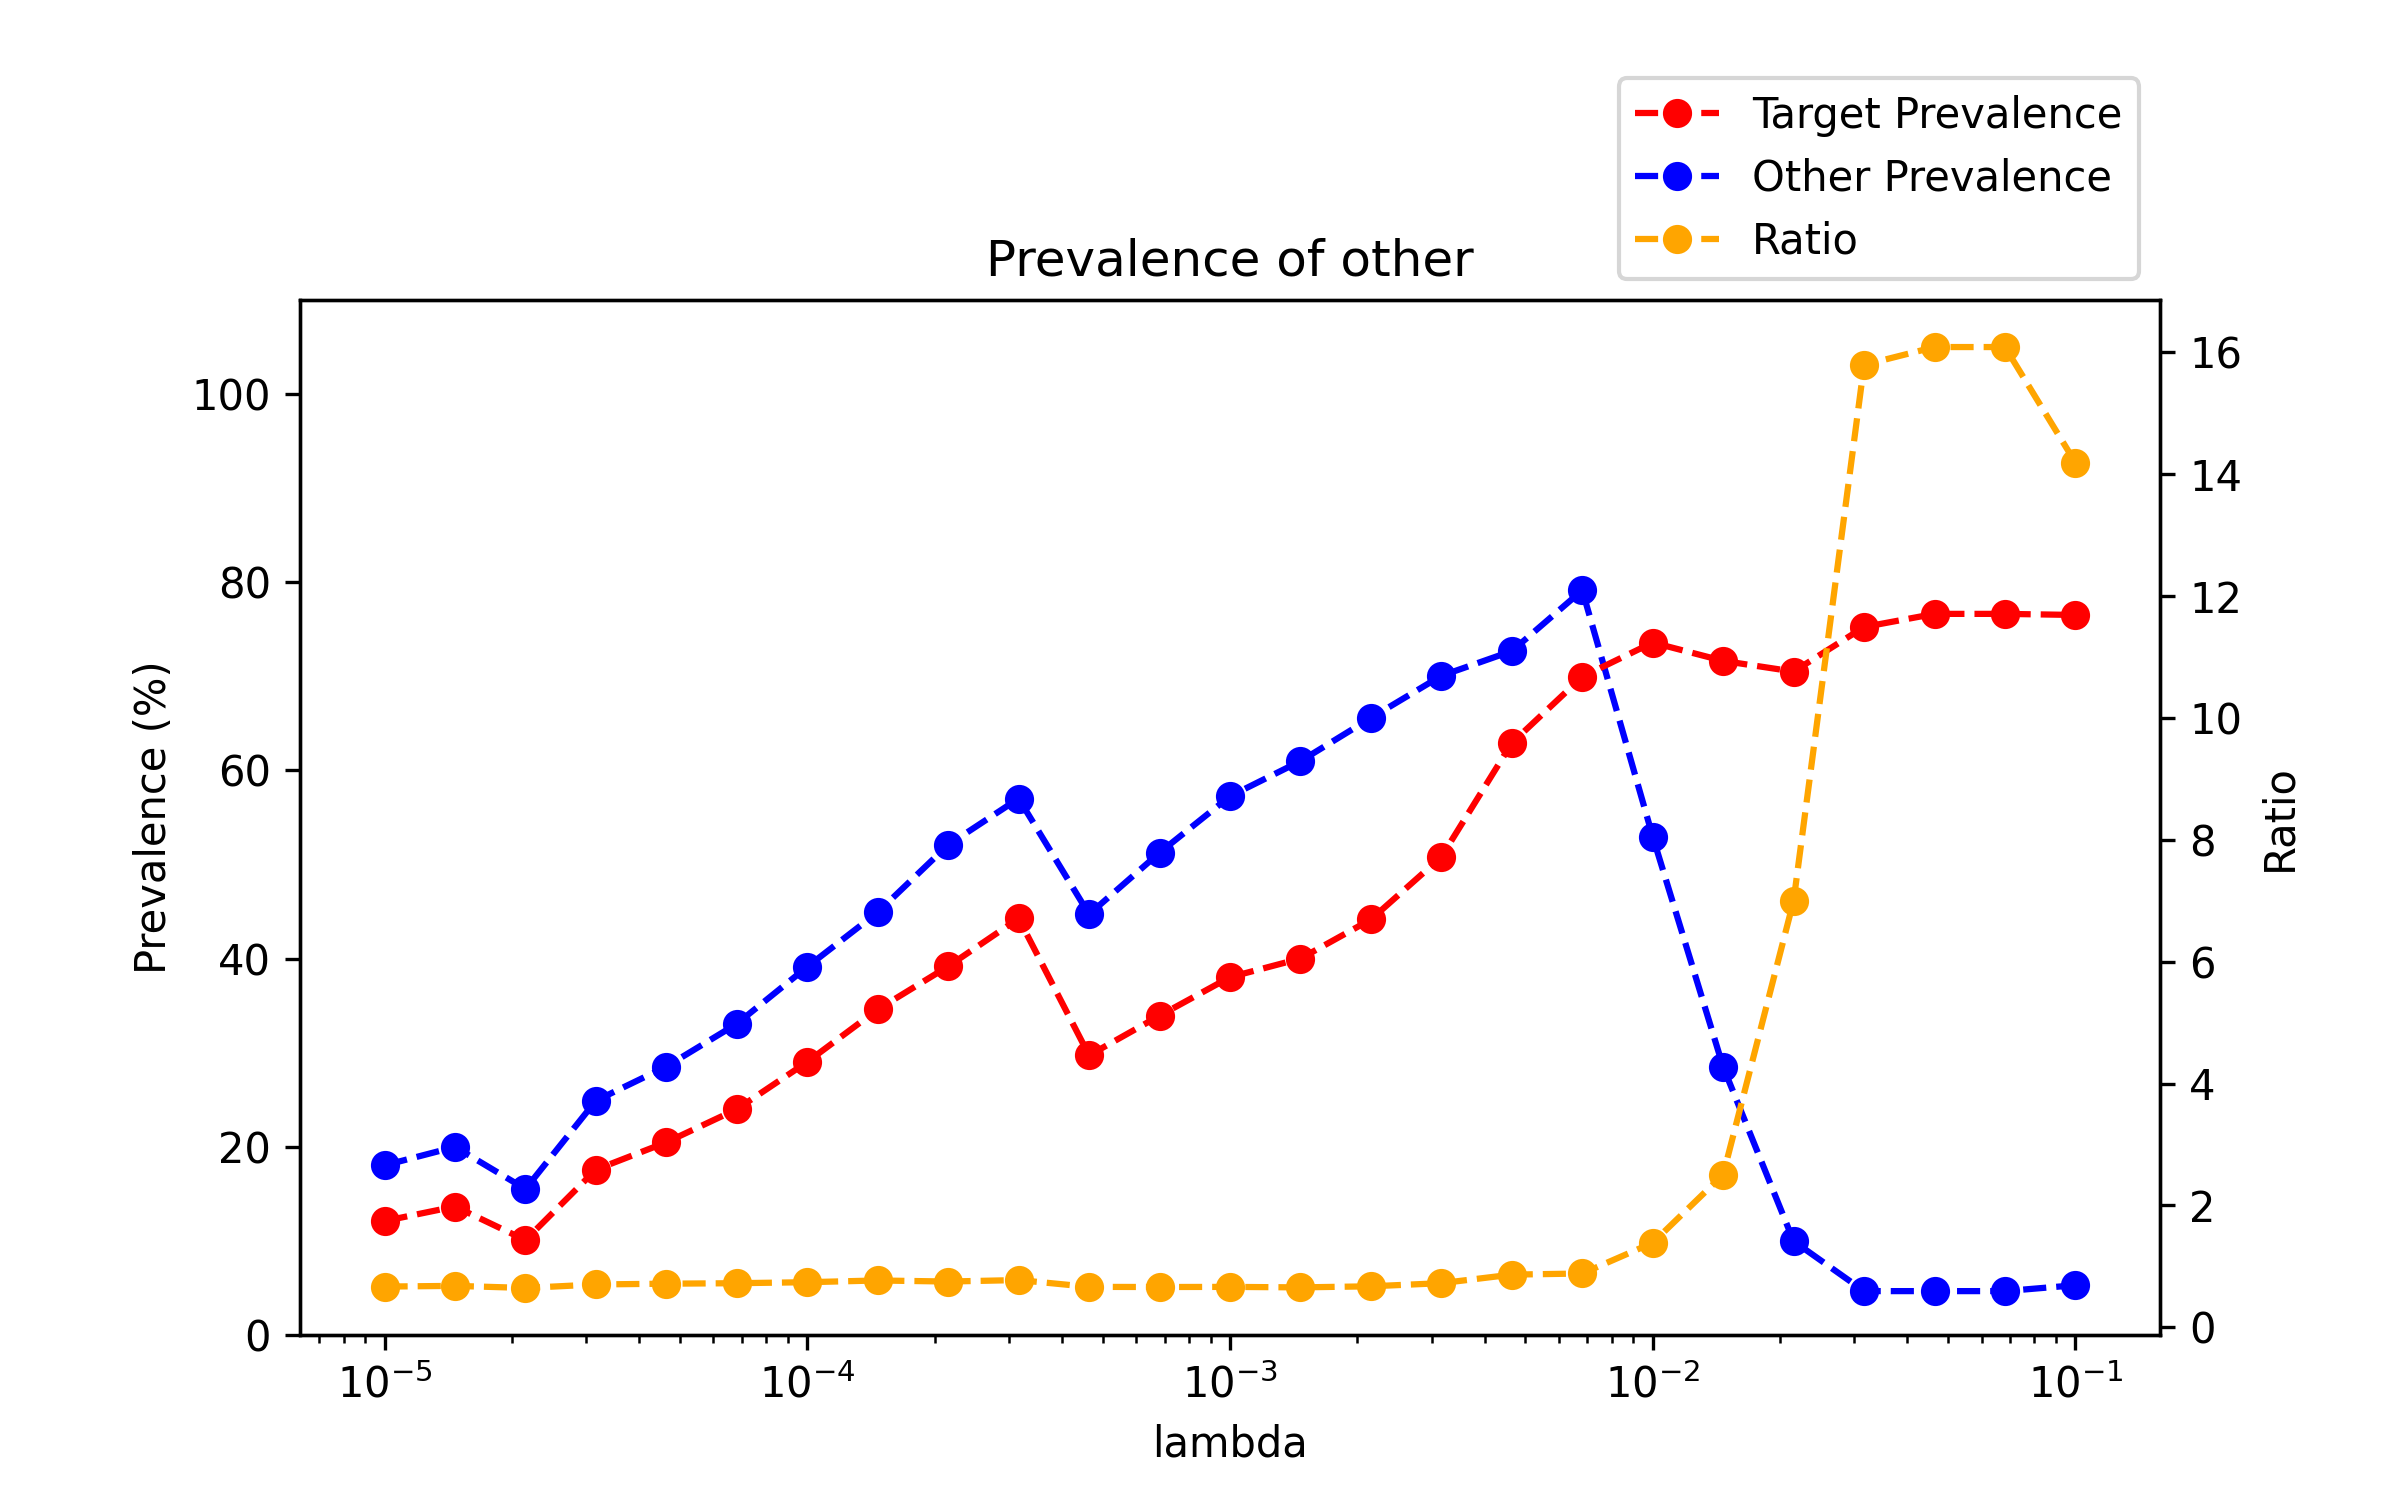 Target Prevalence
Other Prevalence
Ratio
Prevalence of other
Prevalence (%)
100
80
60
40
20
0
16
14
12
10
8
6
4
2
0
Ratio
10⁻⁵ 10⁻⁴ 10⁻³ 10⁻² 10⁻¹
lambda